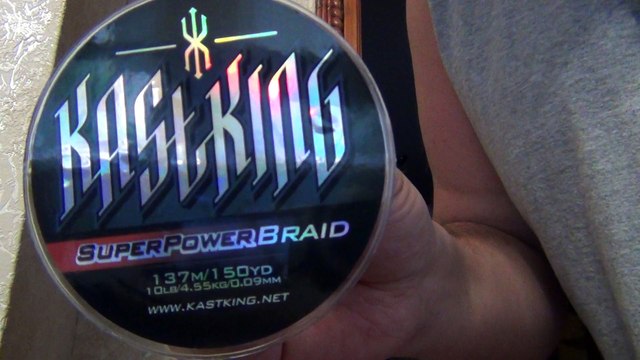 KASTKING
SUPERPOWERBRAID
137M/150YD
10LB/4.55KG/0.09MM
WWW.KASTKING.NET